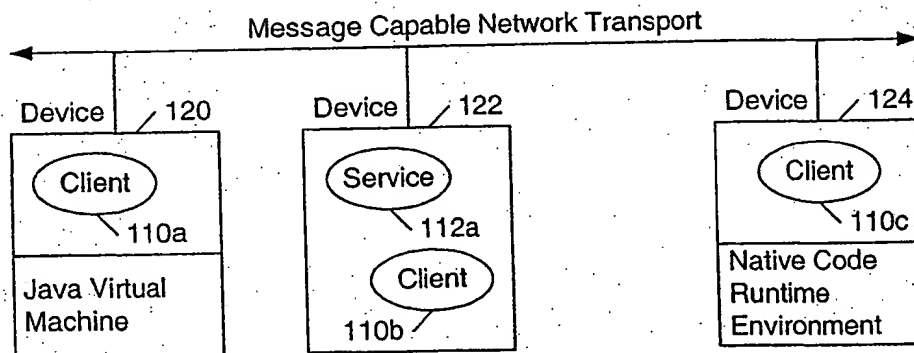 Message Capable Network Transport
Device 120
Device 122
Device 124
Client
110a
Java Virtual
Machine
Service
112a
Client
110b
Client
110c
Native Code
Runtime
Environment